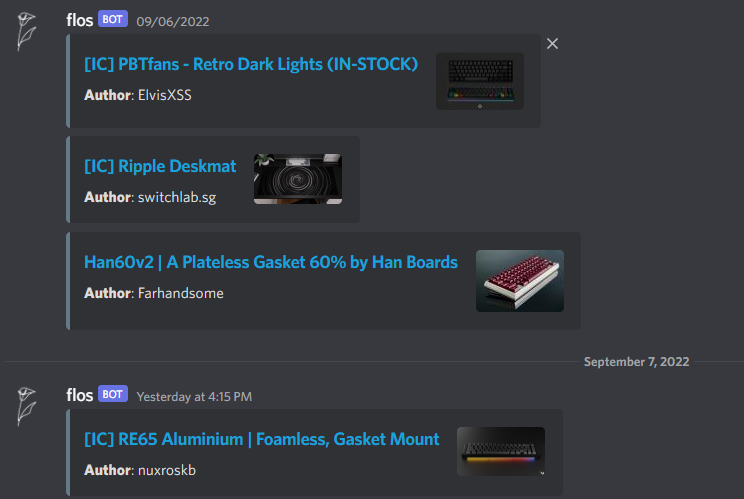 flos BOT 09/06/2022
[IC] PBTfans - Retro Dark Lights (IN-STOCK)
Author: ElvisXSS
[IC] Ripple Deskmat
Author: switchlab.sg
Han60v2 | A Plateless Gasket 60% by Han Boards
Author: Farhandsome
September 7, 2022
flos BOT Yesterday at 4:15 PM
[IC] RE65 Aluminium | Foamless, Gasket Mount
Author: nuxroskb